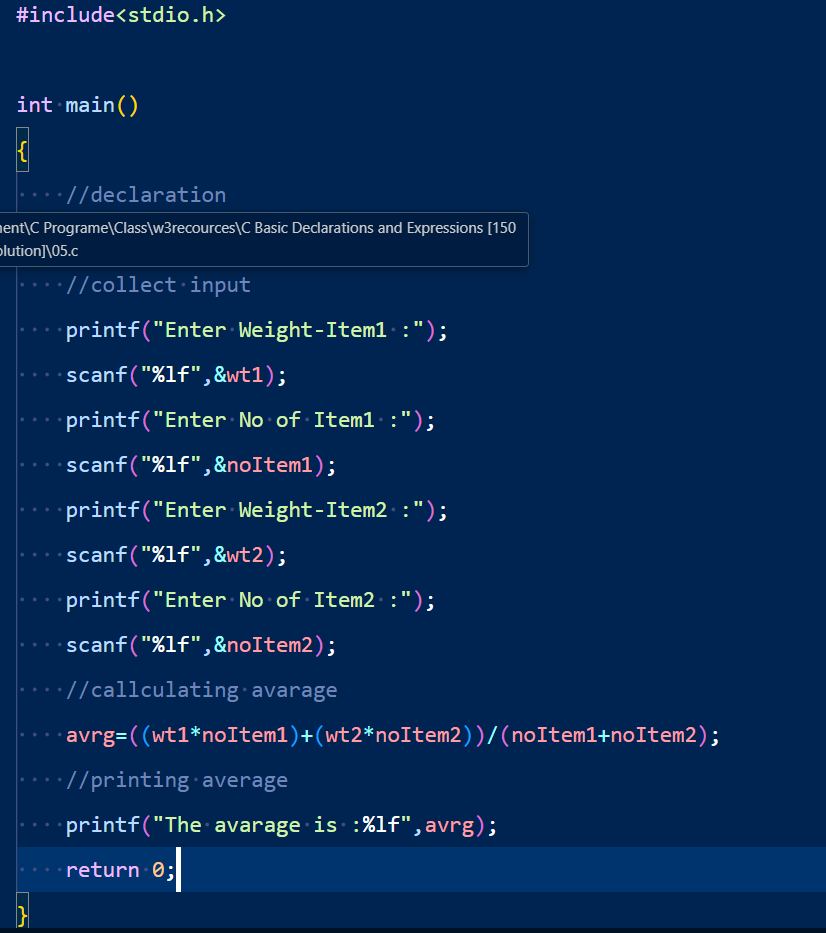 #include<stdio.h>
int main()
{
//declaration
ent\C Programe\Class\w3recources\C Basic Declarations and Expressions [150
olution]\05.c
//collect input
printf("Enter Weight-Item1 :");
scanf("%lf",&wt1);
printf("Enter No of Item1 :");
scanf("%lf",&noItem1);
printf("Enter Weight-Item2 :");
scanf("%lf",&wt2);
printf("Enter No of Item2 :");
scanf("%lf",&noItem2);
//callculating avarage
avrg=((wt1*noItem1)+(wt2*noItem2))/(noItem1+noItem2);
//printing average
printf("The avarage is :%lf",avrg);
return 0;
}